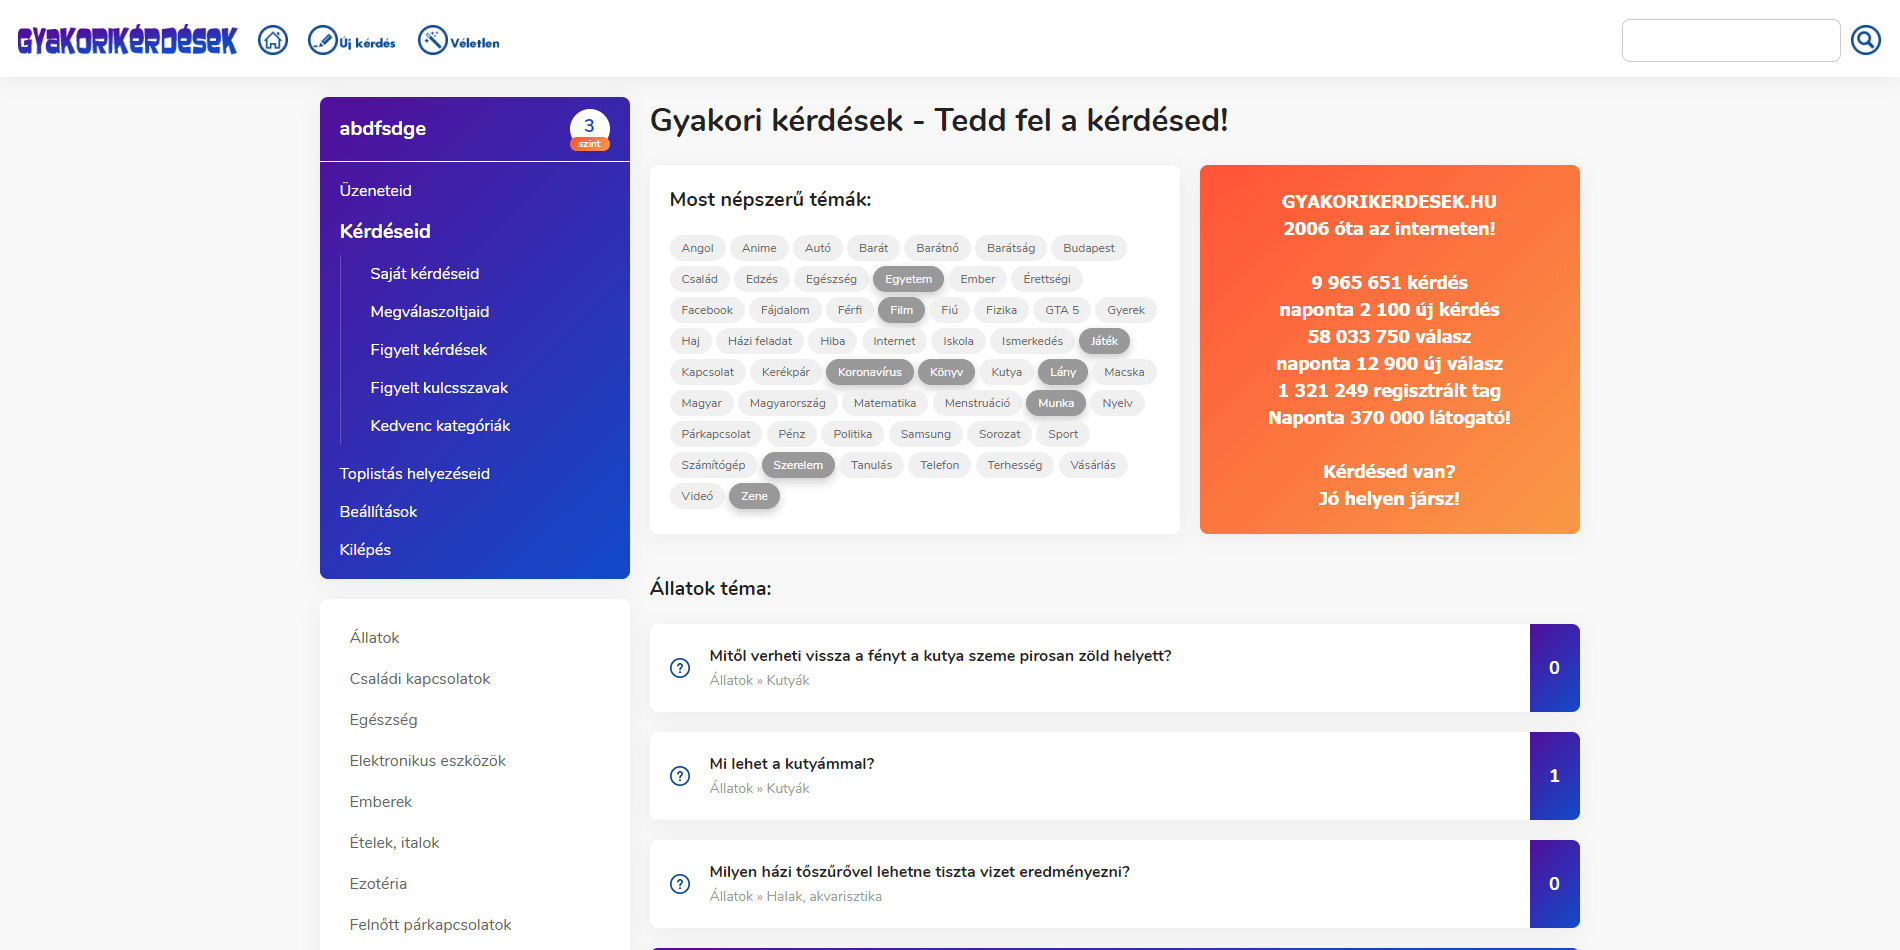 GYAKORIKÉRDÉSEK
Új kérdés
Véletlen
abdfsdge
3
szint
Üzeneteid
Kérdéseid
Saját kérdéseid
Megválaszoltjaid
Figyelt kérdések
Figyelt kulcsszavak
Kedvenc kategóriák
Toplistás helyezéseid
Beállítások
Kilépés
Állatok
Családi kapcsolatok
Egészség
Elektronikus eszközök
Emberek
Ételek, italok
Ezotéria
Felnőtt párkapcsolatok
Gyakori kérdések - Tedd fel a kérdésed!
Most népszerű témák:
Angol Anime Autó Barát Barátnő Barátság Budapest
Család Edzés Egészség Egyetem Ember Érettségi
Facebook Fájdalom Férfi Film Fiú Fizika GTA 5 Gyerek
Haj Házi feladat Hiba Internet Iskola Ismerkedés Játék
Kapcsolat Kerékpár Koronavírus Könyv Kutya Lány Macska
Magyar Magyarország Matematika Menstruáció Munka Nyelv
Párkapcsolat Pénz Politika Samsung Sorozat Sport
Számítógép Szerelem Tanulás Telefon Terhesség Vásárlás
Videó Zene
GYAKORIKERDESEK.HU
2006 óta az interneten!
9 965 651 kérdés
naponta 2 100 új kérdés
58 033 750 válasz
naponta 12 900 új válasz
1 321 249 regisztrált tag
Naponta 370 000 látogató!
Kérdésed van?
Jó helyen jársz!
Állatok téma:
Mitől verheti vissza a fényt a kutya szeme pirosan zöld helyett?
Állatok » Kutyák
0
Mi lehet a kutyámmal?
Állatok » Kutyák
1
Milyen házi tőszűrővel lehetne tiszta vizet eredményezni?
Állatok » Halak, akvarisztika
0